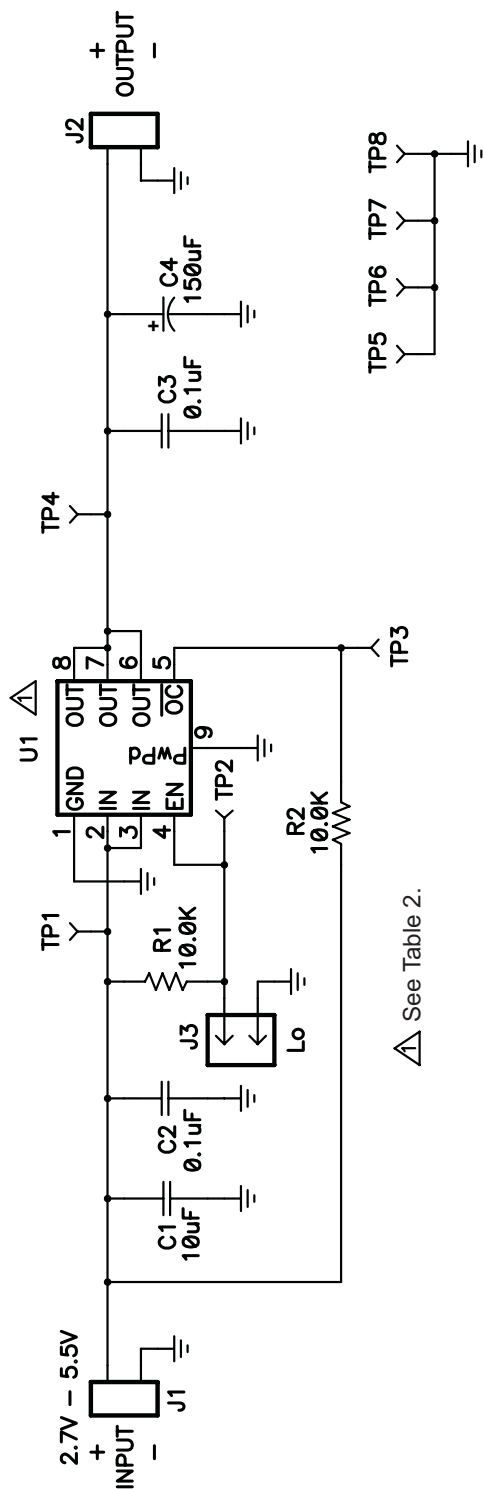 2.7V – 5.5V
+
INPUT
–
J1
C1
10uF
C2
0.1uF
J3
Lo
R1
10.0K
TP1
TP2
U1
1
1
2
3
4
GND
IN
IN
EN
8
7
6
5
OUT
OUT
OUT
OC
PwPd
9
R2
10.0K
TP3
TP4
C3
0.1uF
+
C4
150uF
J2
+
OUTPUT
–
TP5
TP6
TP7
TP8
1 See Table 2.